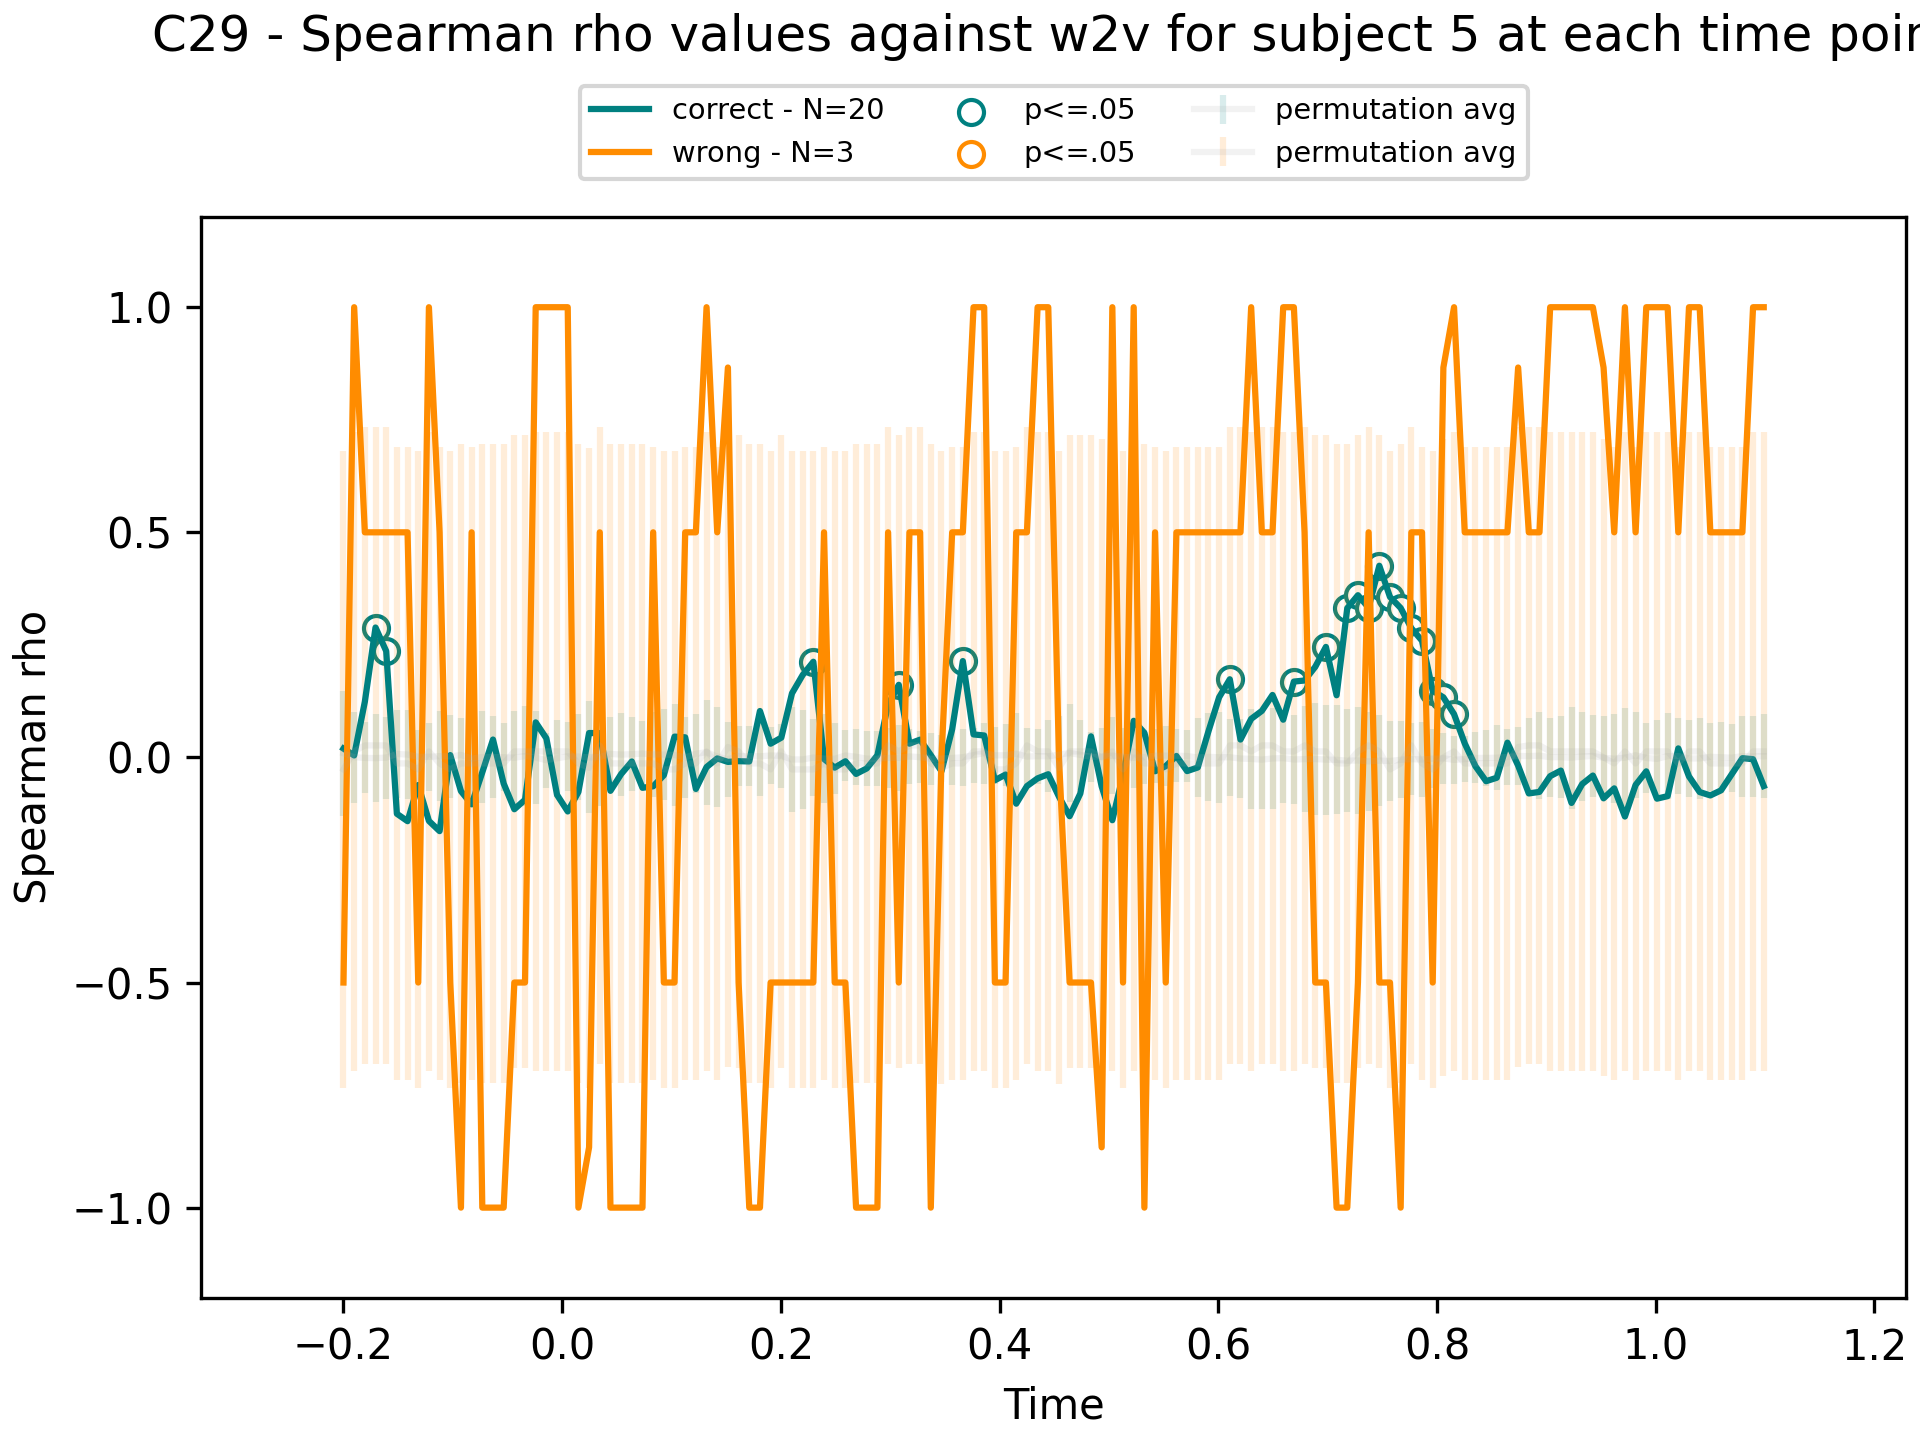 C29 - Spearman rho values against w2v for subject 5 at each time poin
correct - N=20
wrong - N=3
p<=.05
p<=.05
permutation avg
permutation avg
Spearman rho
1.0
0.5
0.0
−0.5
−1.0
−0.2 0.0 0.2 0.4 0.6 0.8 1.0 1.2
Time